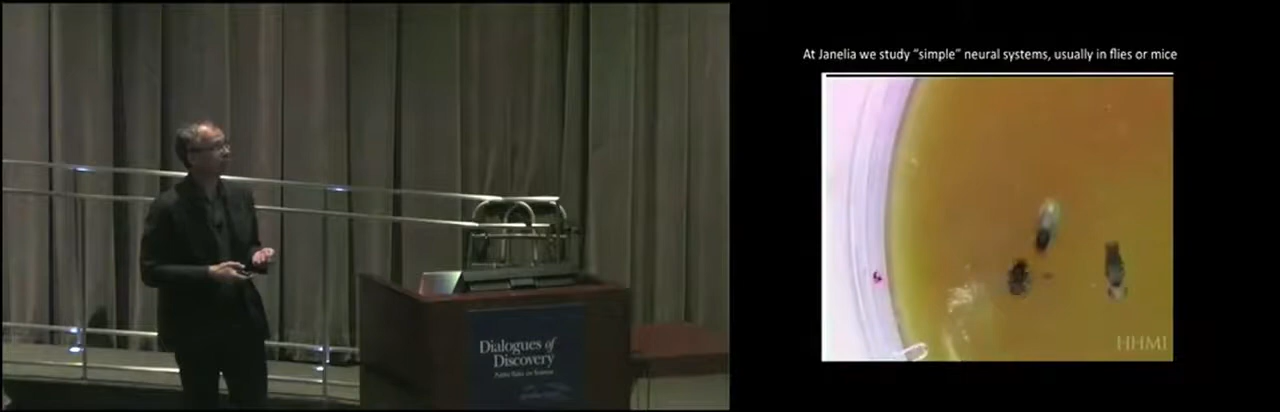 At Janelia we study “simple” neural systems, usually in flies or mice
HHMI
Dialogues of
Discovery